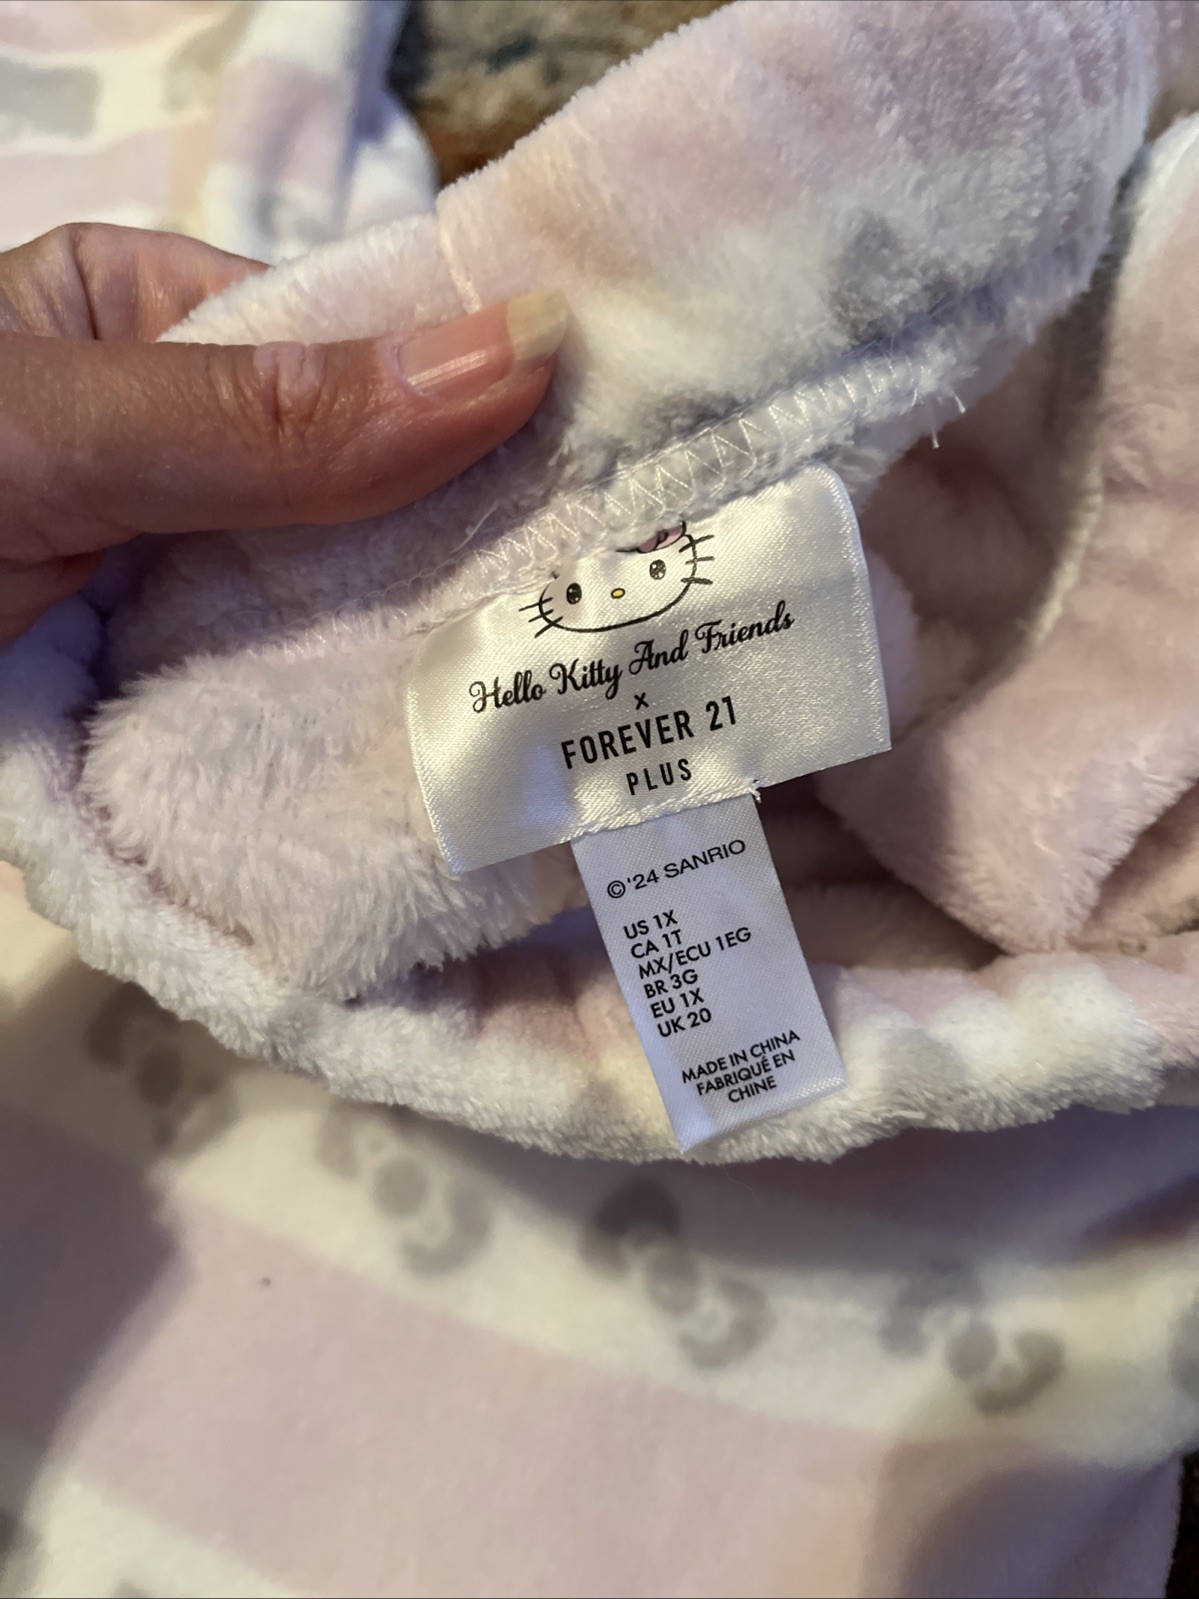 Hello Kitty And Friends
x
FOREVER 21
PLUS
©'24 SANRIO
US 1X
CA 1T
MX/ECU 1EG
BR 3G
EU 1X
UK 20
MADE IN CHINA
FABRIQUÉ EN
CHINE